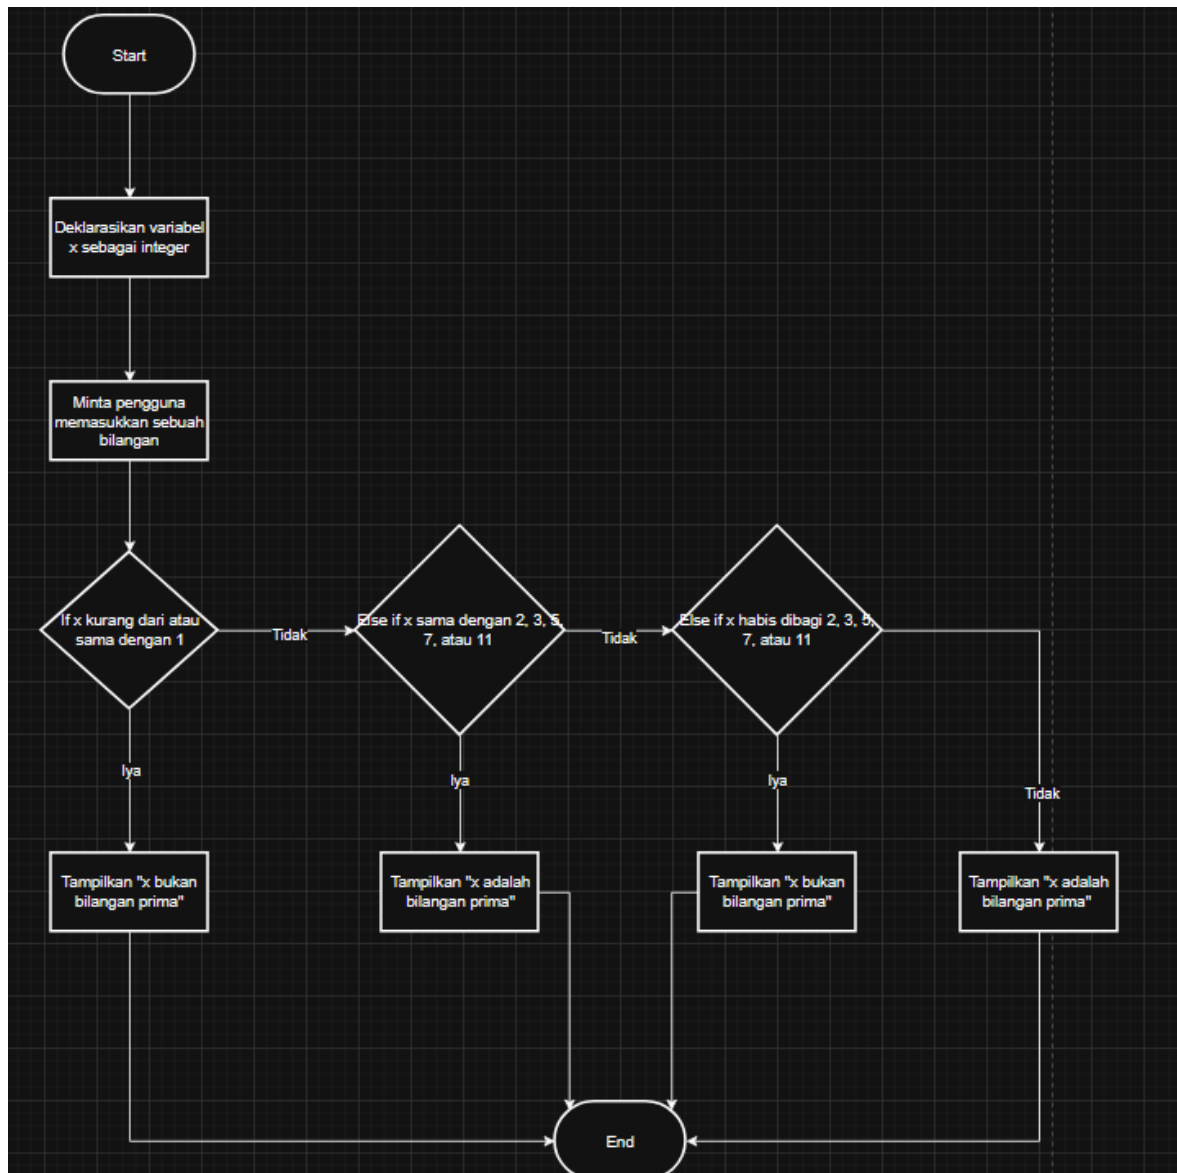 Start
Deklarasikan variabel
x sebagai integer
Minta pengguna
memasukkan sebuah
bilangan
If x kurang dari atau
sama dengan 1
Tidak
Else if x sama dengan 2, 3, 5,
7, atau 11
Tidak
Else if x habis dibagi 2, 3, 5,
7, atau 11
Iya
Iya
Iya
Tidak
Tampilkan "x bukan
bilangan prima"
Tampilkan "x adalah
bilangan prima"
Tampilkan "x bukan
bilangan prima"
Tampilkan "x adalah
bilangan prima"
End